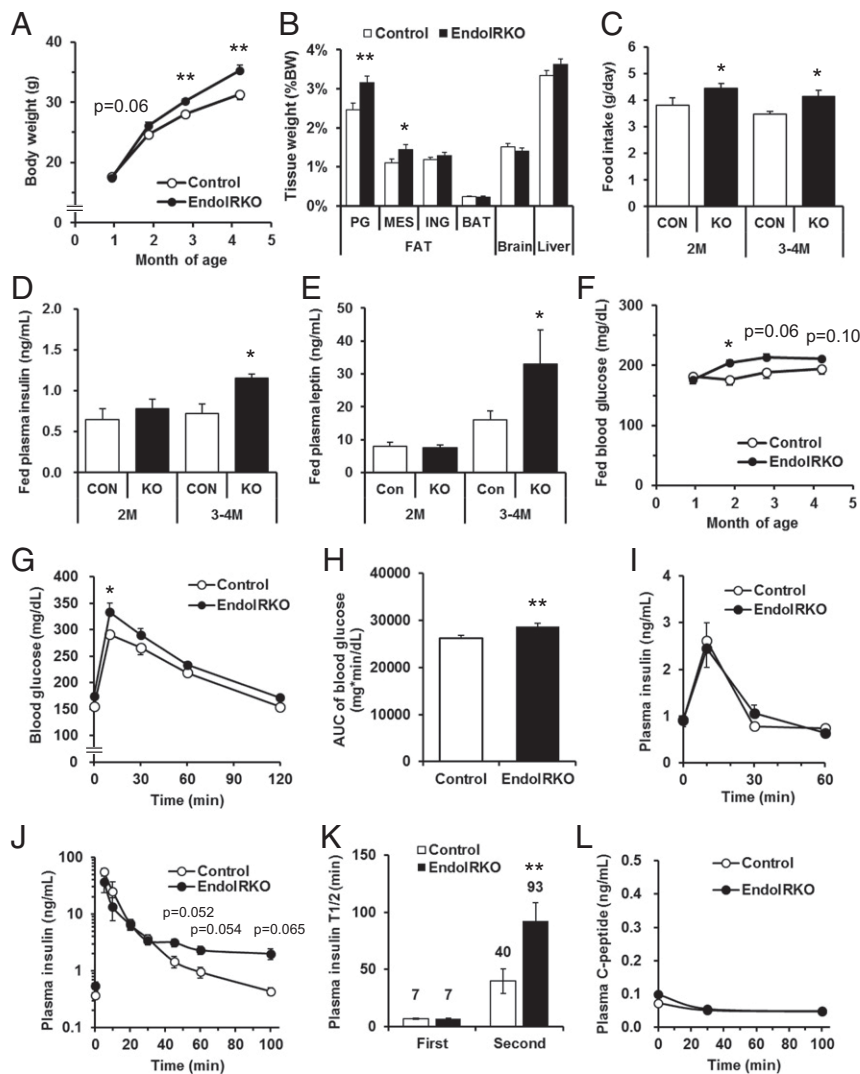 A
Body weight (g)
40
30
20
10
0
p=0.06
**
**
Control
EndoIRKO
0 1 2 3 4 5
Month of age
B
Control EndoIRKO
Tissue weight (%BW)
4%
3%
2%
1%
0%
**
*
PG MES ING BAT Brain Liver
FAT
C
Food intake (g/day)
6
5
4
3
2
1
0
*
*
CON KO CON KO
2M 3-4M
D
Fed plasma insulin (ng/mL)
2.0
1.5
1.0
0.5
0.0
*
CON KO CON KO
2M 3-4M
E
Fed plasma leptin (ng/mL)
50
40
30
20
10
0
*
Con KO Con KO
2M 3-4M
F
Fed blood glucose (mg/dL)
300
200
100
0
*
p=0.06
p=0.10
Control
EndoIRKO
0 1 2 3 4 5
Month of age
G
Blood glucose (mg/dL)
400
350
300
250
200
150
100
50
0
*
Control
EndoIRKO
0 30 60 90 120
Time (min)
H
AUC of blood glucose
(mg*min/dL)
40000
30000
20000
10000
0
**
Control EndoIRKO
I
Plasma insulin (ng/mL)
4
3
2
1
0
Control
EndoIRKO
0 30 60
Time (min)
J
Plasma insulin (ng/mL)
100
10
1
0.1
Control
EndoIRKO
p=0.052
p=0.054
p=0.065
0 20 40 60 80 100
Time (min)
K
Plasma insulin T1/2 (min)
150
100
50
0
Control
EndoIRKO
**
93
40
7 7
First Second
L
Plasma C-peptide (ng/mL)
0.5
0.4
0.3
0.2
0.1
0.0
Control
EndoIRKO
0 20 40 60 80 100
Time (min)